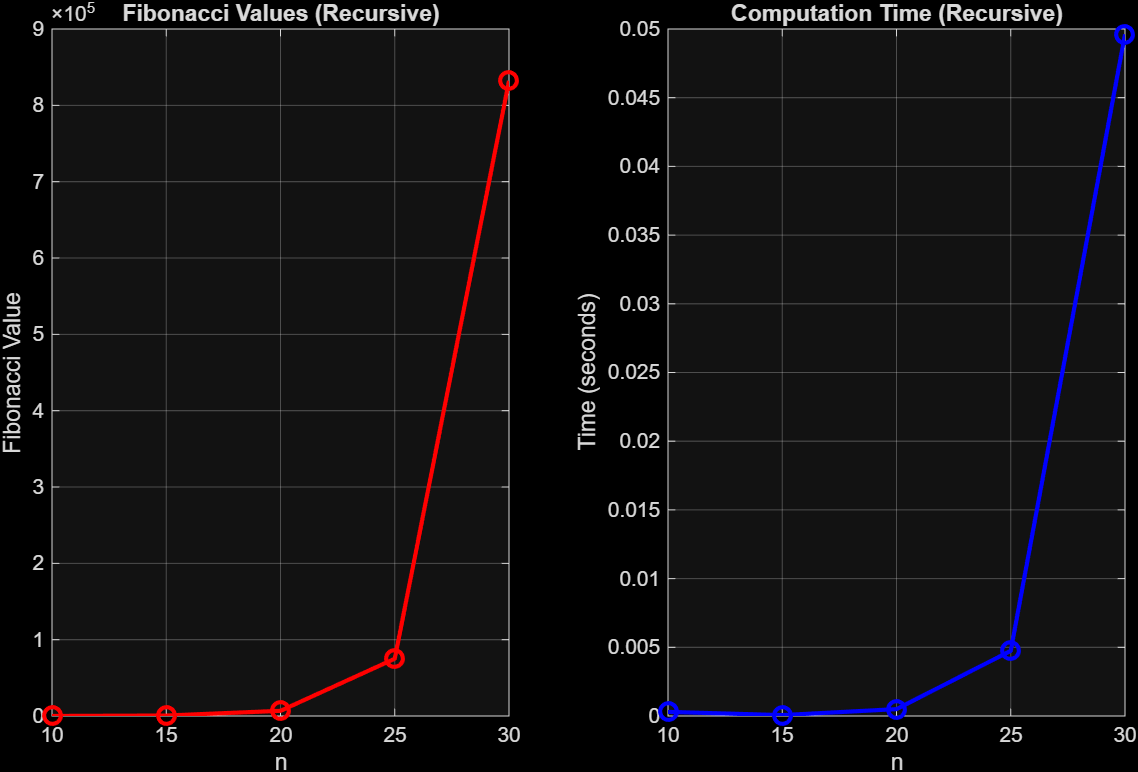 Fibonacci Values (Recursive)
×10⁵
9
8
7
6
5
4
3
2
1
0
Fibonacci Value
10 15 20 25 30
n
Computation Time (Recursive)
0.05
0.045
0.04
0.035
0.03
0.025
0.02
0.015
0.01
0.005
0
Time (seconds)
10 15 20 25 30
n